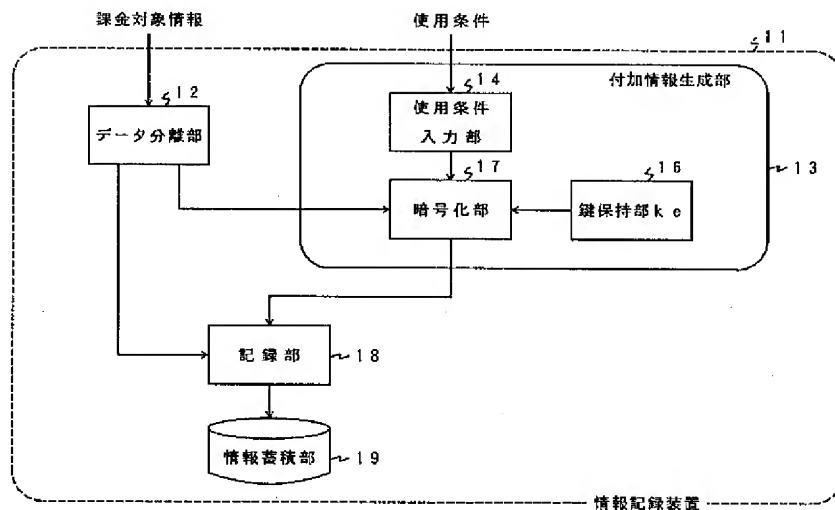 課金対象情報
使用条件
11
付加情報生成部
12
データ分離部
14
使用条件
入力部
13
17
暗号化部
16
鍵保持部ke
記録部
18
情報蓄積部
19
情報記録装置